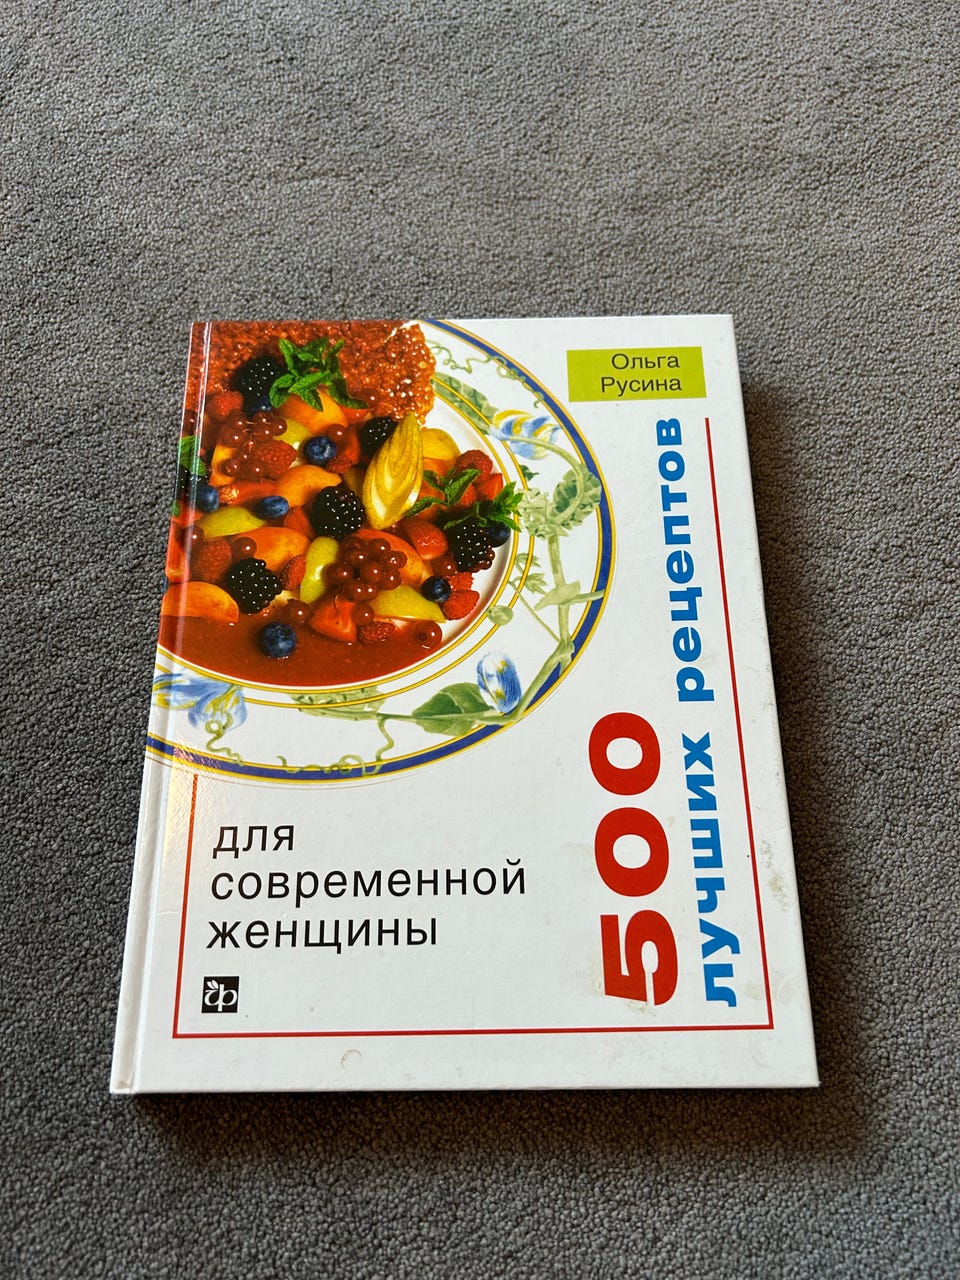 Ольга
Русина
500
лучших рецептов
для
современной
женщины